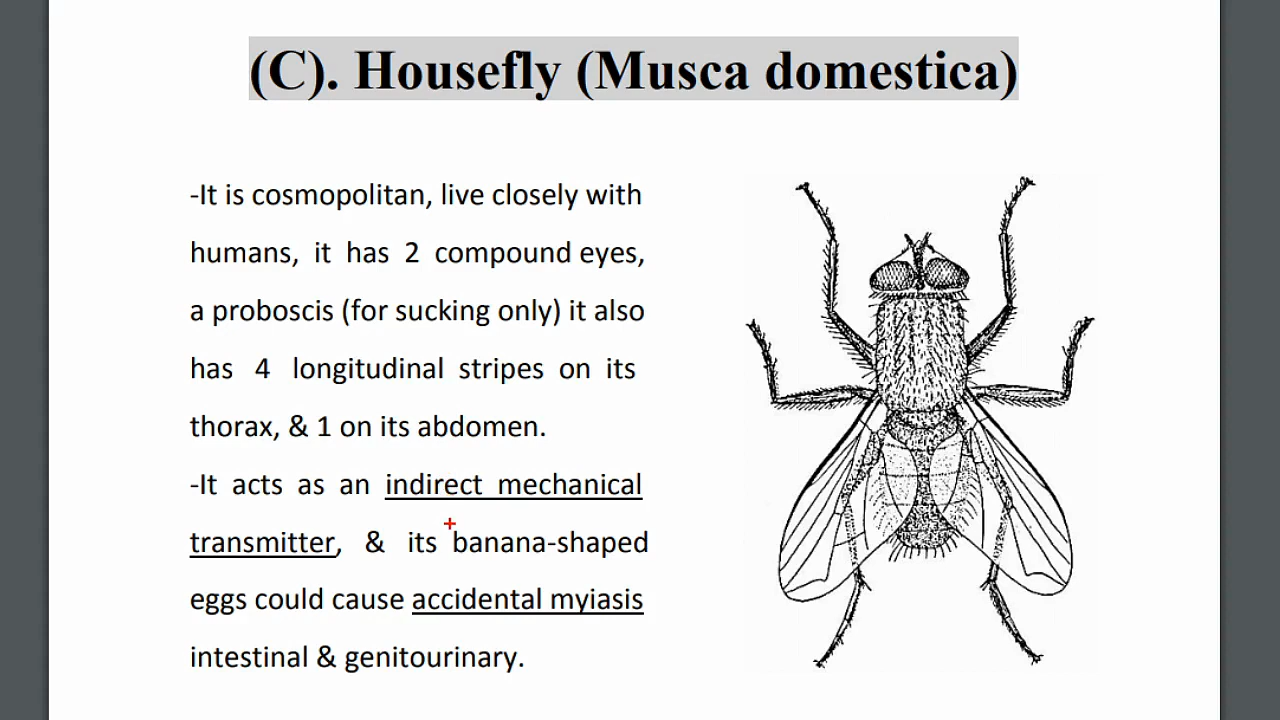 (C). Housefly (Musca domestica)
-It is cosmopolitan, live closely with
humans, it has 2 compound eyes,
a proboscis (for sucking only) it also
has 4 longitudinal stripes on its
thorax, & 1 on its abdomen.
-It acts as an indirect mechanical
transmitter, & its banana-shaped
eggs could cause accidental myiasis
intestinal & genitourinary.